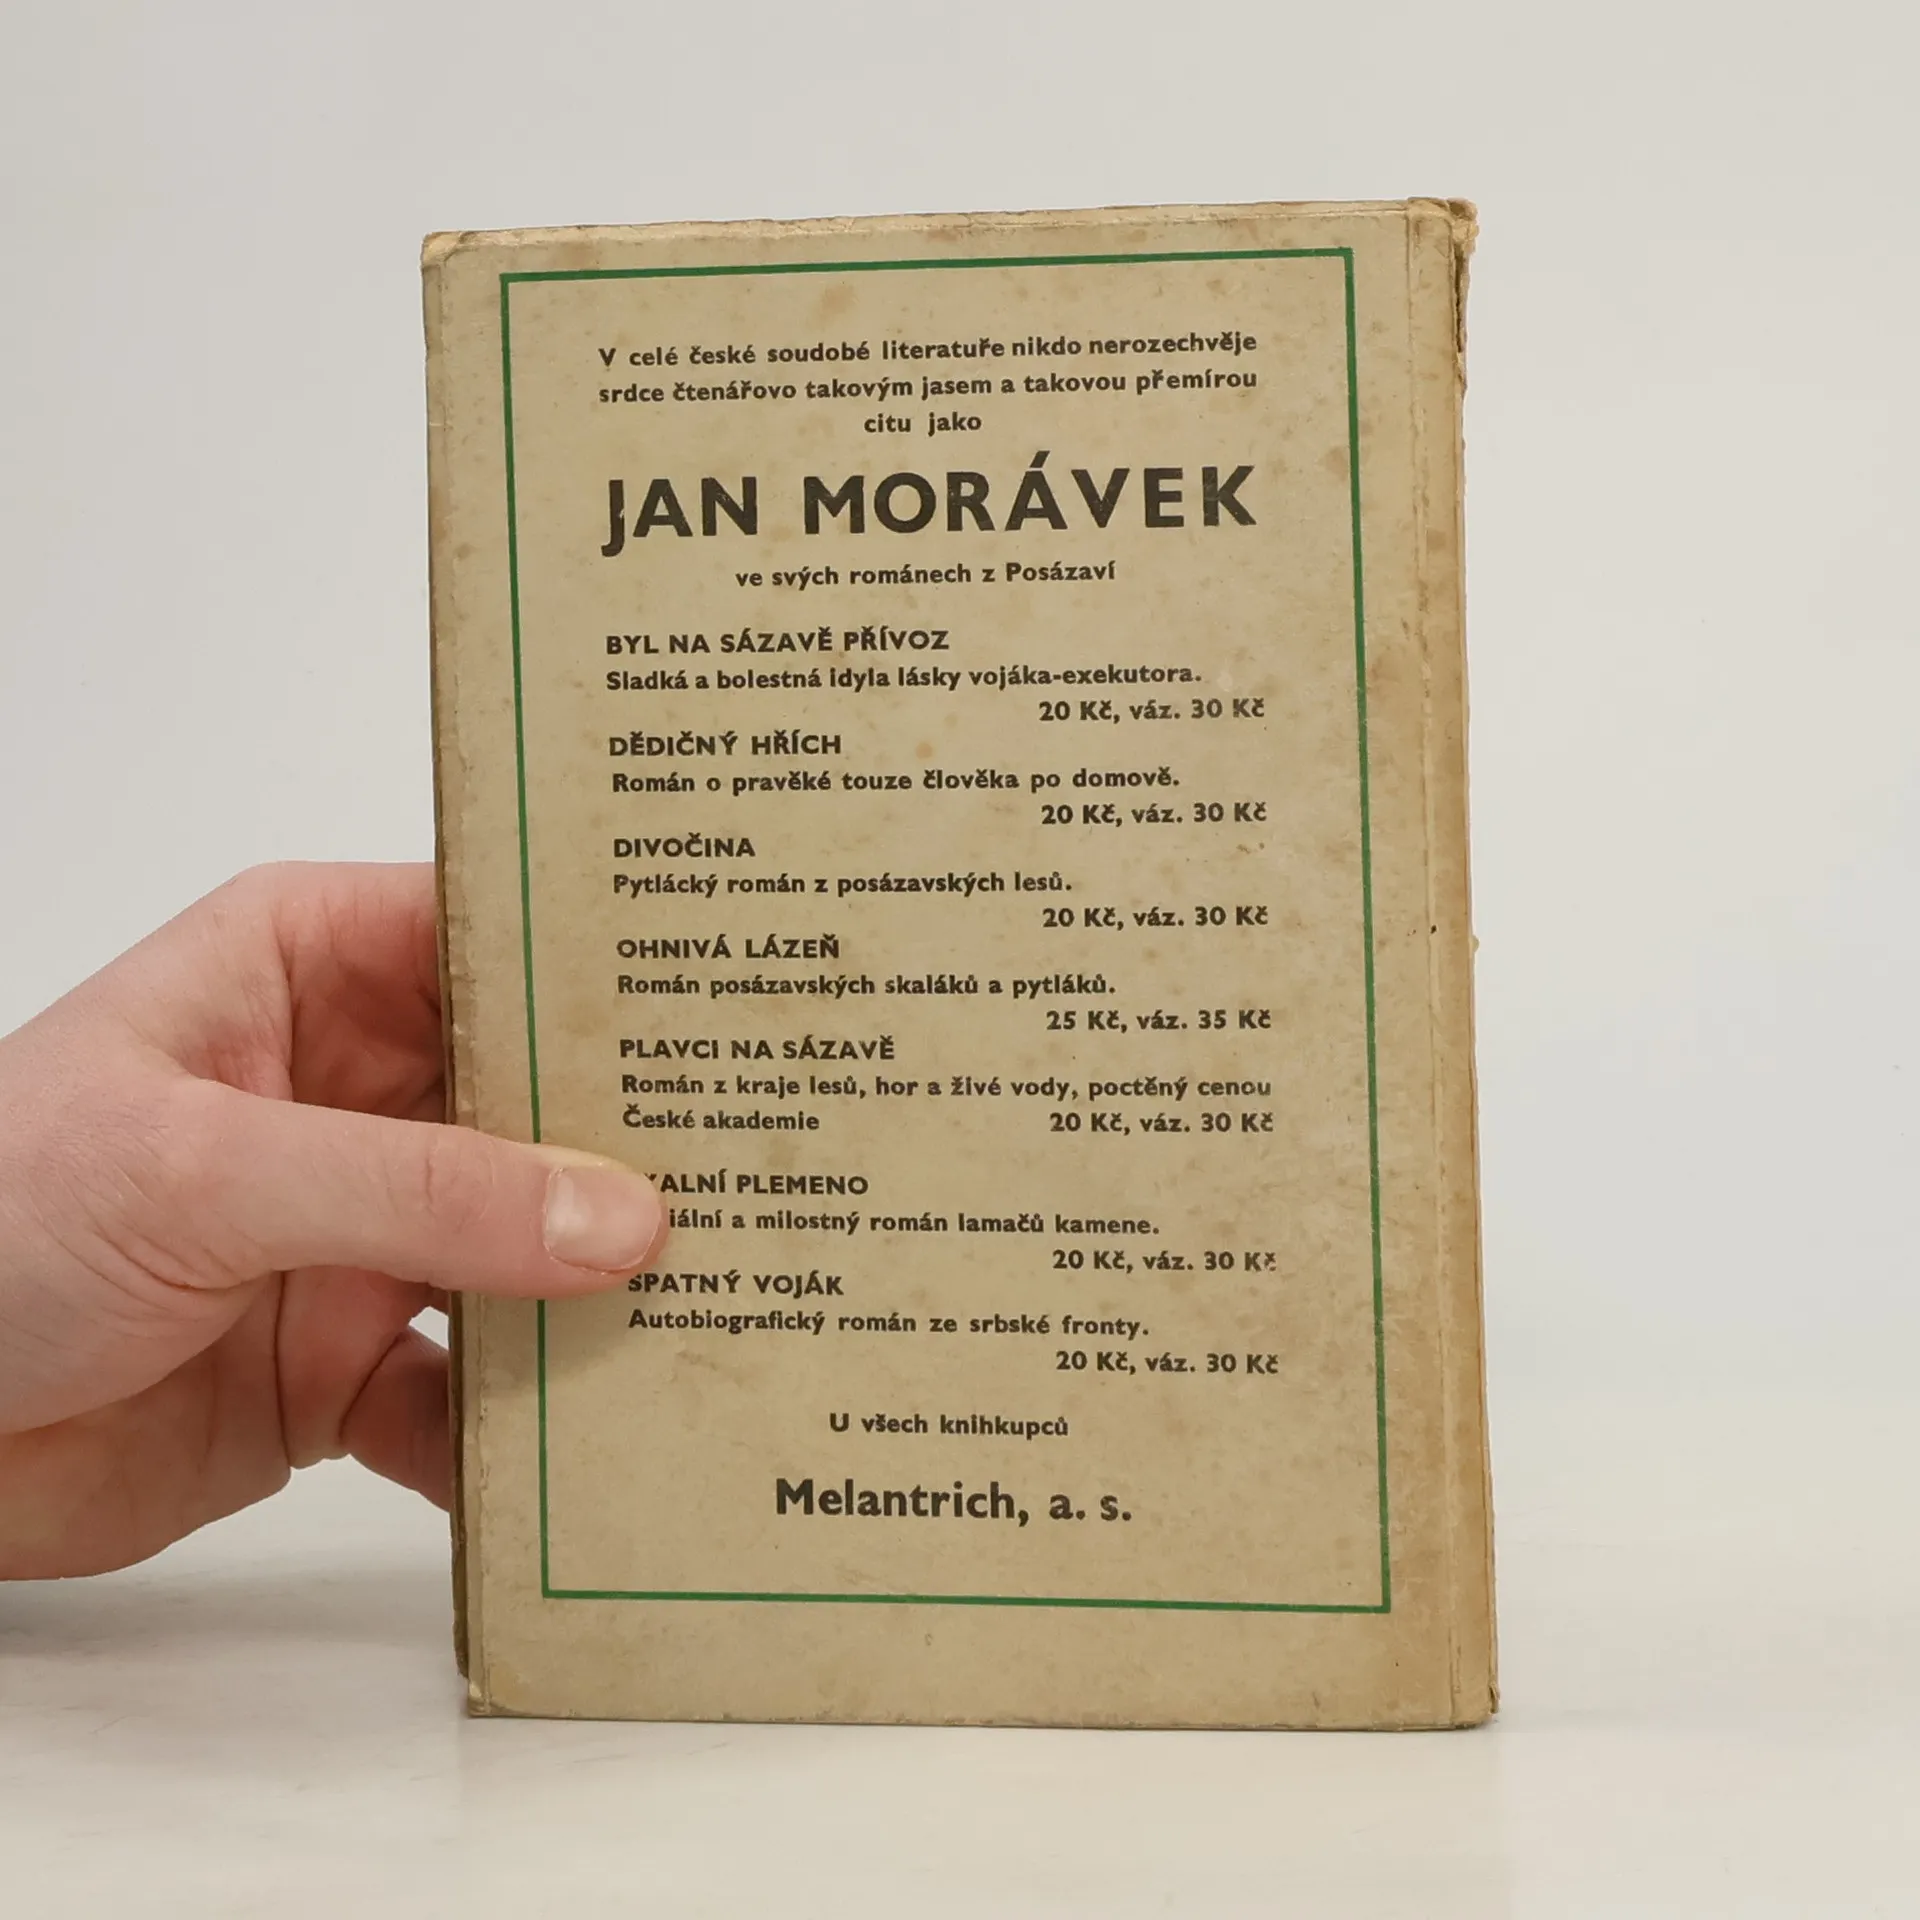 V celé české soudobé literatuře nikdo nerozechvěje
srdce čtenářovo takovým jasem a takovou přemírou
citu jako
JAN MORÁVEK
ve svých románech z Posázaví
BYL NA SÁZAVĚ PŘÍVOZ
Sladká a bolestná idyla lásky vojáka-exekutora.
20 Kč, váz. 30 Kč
DĚDIČNÝ HŘÍCH
Román o pravěké touze člověka po domově.
20 Kč, váz. 30 Kč
DIVOČINA
Pytlácký román z posázavských lesů.
20 Kč, váz. 30 Kč
OHNIVÁ LÁZEŇ
Román posázavských skaláků a pytláků.
25 Kč, váz. 35 Kč
PLAVCI NA SÁZAVĚ
Román z kraje lesů, hor a živé vody, poctěný cenou
České akademie 20 Kč, váz. 30 Kč
PLEMENO
a milostný román lamačů kamene.
20 Kč, váz. 30 Kč
ŠPATNÝ VOJÁK
Autobiografický román ze srbské fronty.
20 Kč, váz. 30 Kč
U všech knihkupců
Melantrich, a. s.